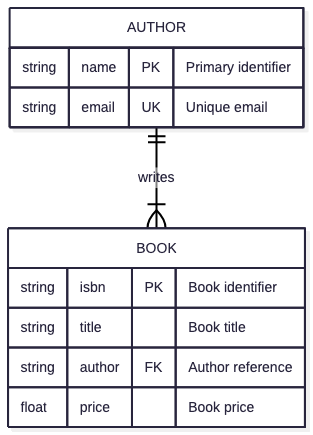 AUTHOR
string name PK Primary identifier
string email UK Unique email
writes
BOOK
string isbn PK Book identifier
string title Book title
string author FK Author reference
float price Book price